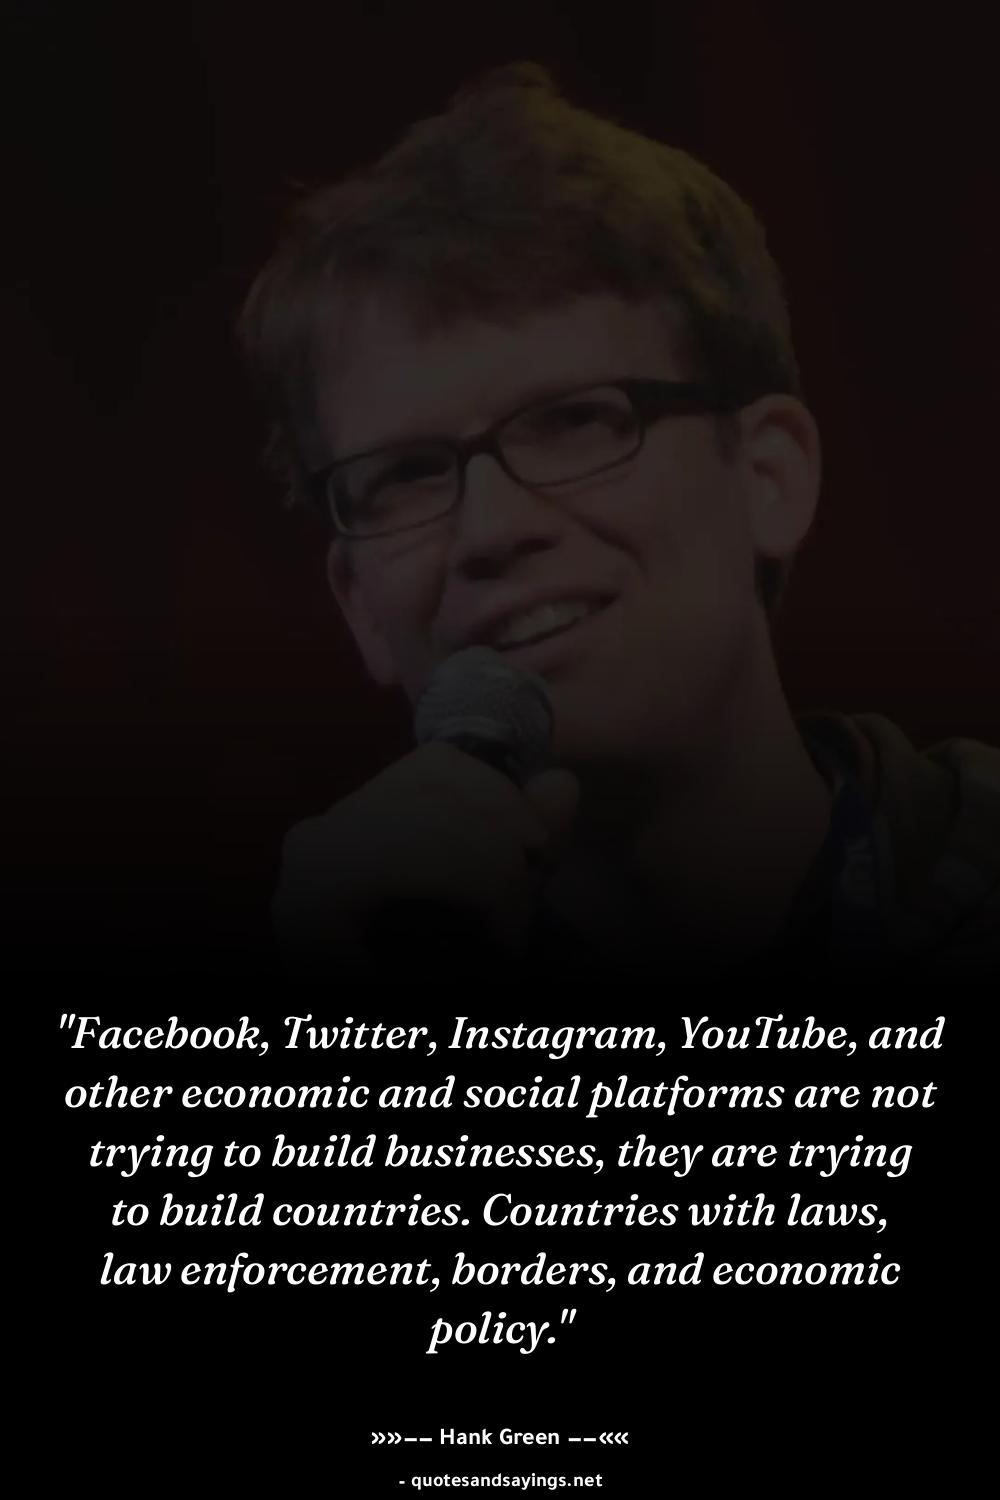 "Facebook, Twitter, Instagram, YouTube, and
other economic and social platforms are not
trying to build businesses, they are trying
to build countries. Countries with laws,
law enforcement, borders, and economic
policy."
»»−− Hank Green −−««
- quotesandsayings.net